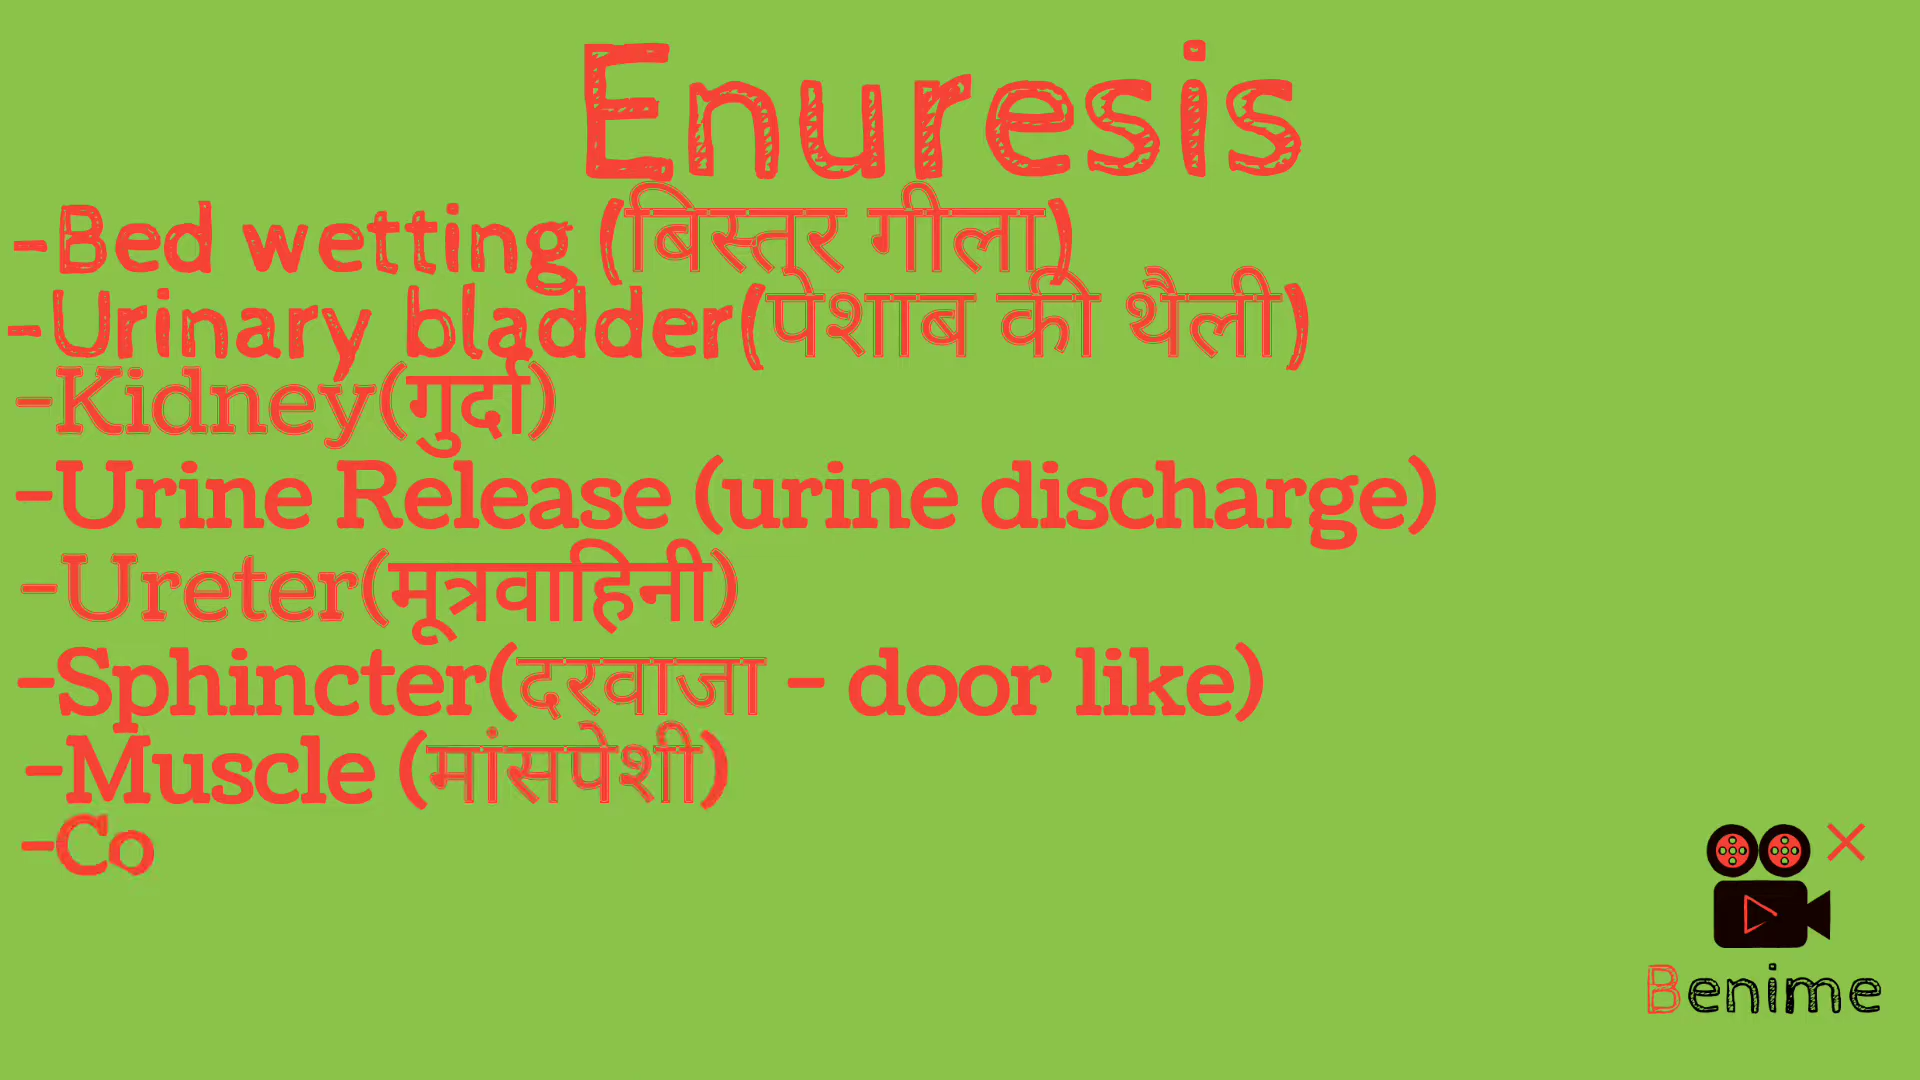 Enuresis
-Bed wetting (बिस्तर गीला)
-Urinary bladder(पेशाब की थैली)
-Kidney(गुर्दा)
-Urine Release (urine discharge)
-Ureter(मूत्रवाहिनी)
-Sphincter(दरवाजा - door like)
-Muscle (मांसपेशी)
-Co
Benime